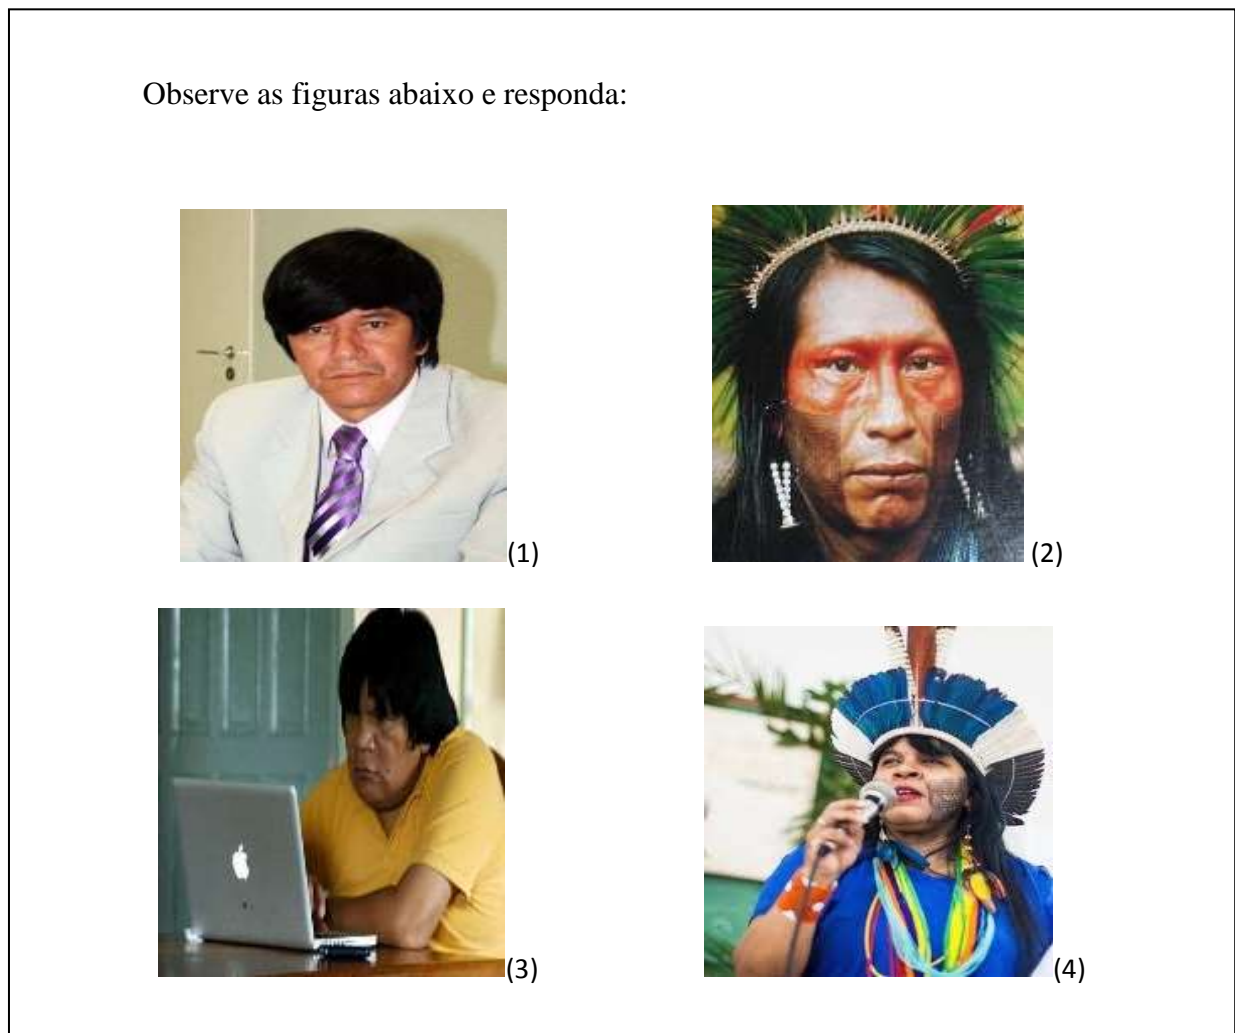 Observe as figuras abaixo e responda:
(1)
(2)
(3)
(4)